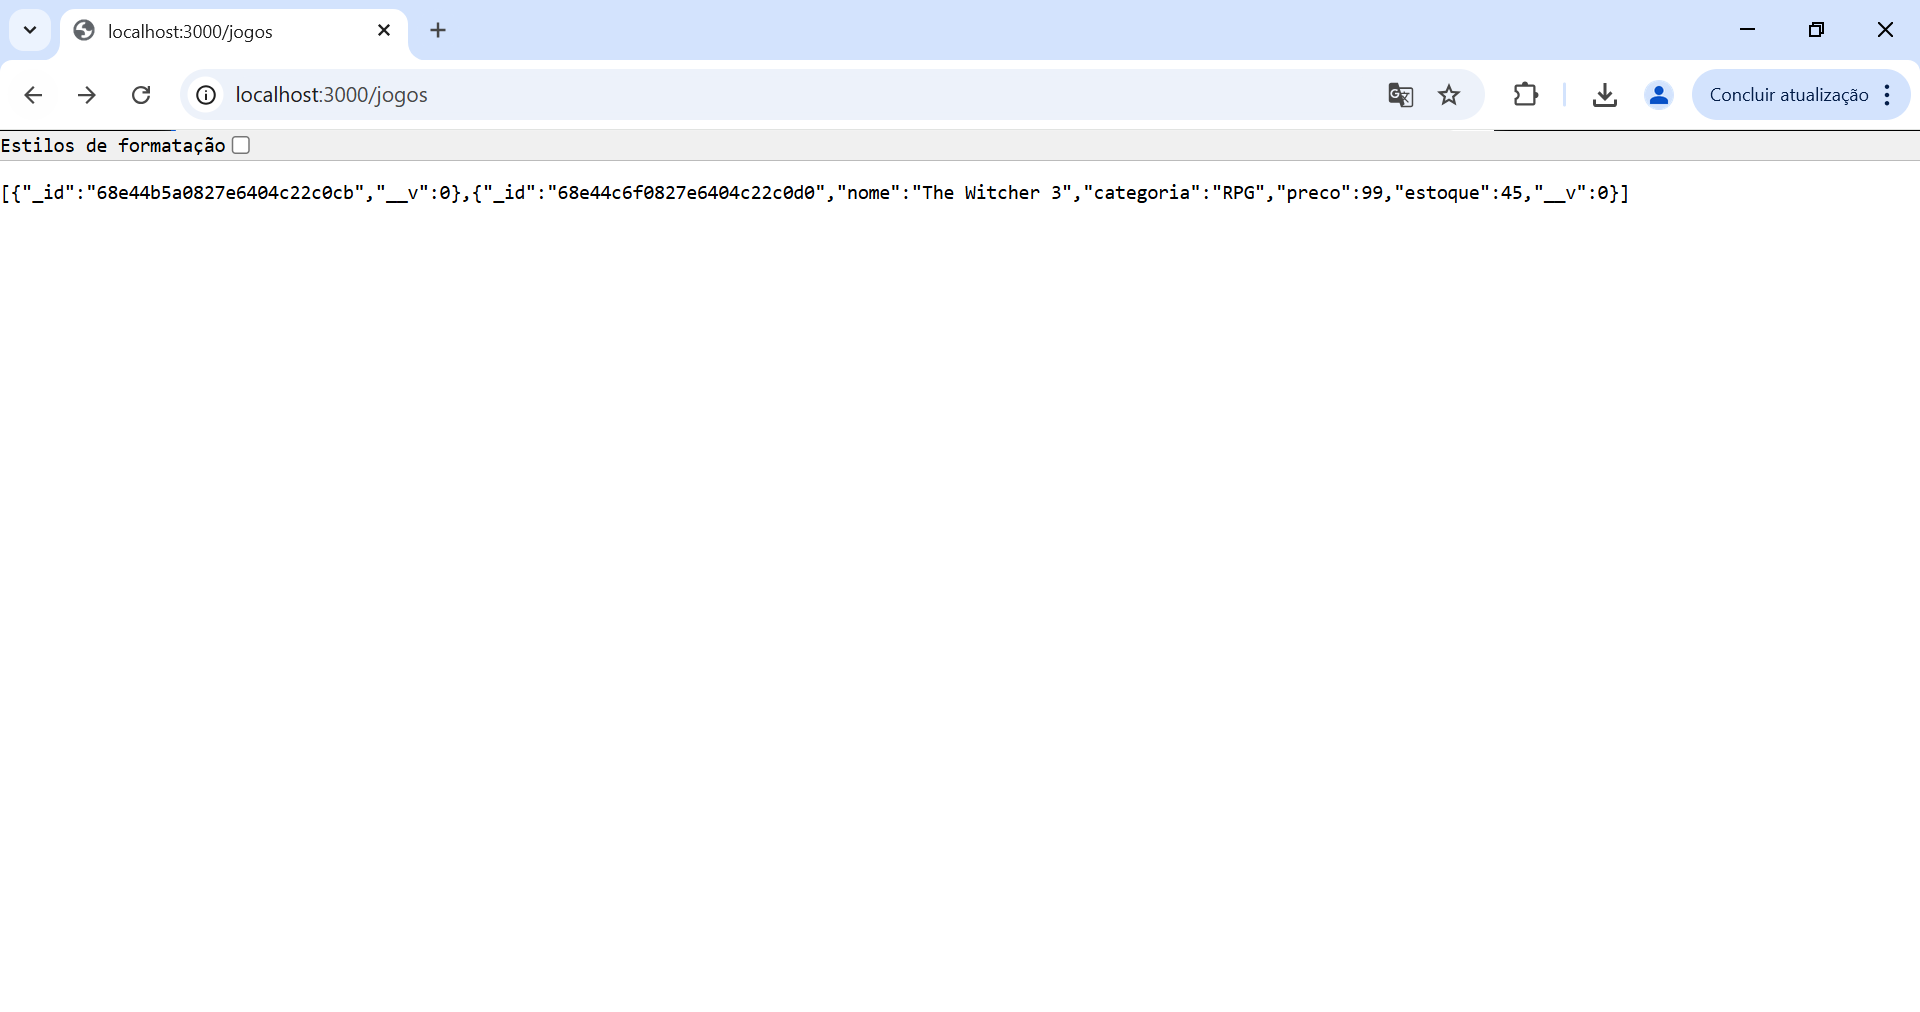 localhost:3000/jogos
localhost:3000/jogos
Concluir atualização
Estilos de formatação
[{"_id":"68e44b5a0827e6404c22c0cb","__v":0},{"_id":"68e44c6f0827e6404c22c0d0","nome":"The Witcher 3","categoria":"RPG","preco":99,"estoque":45,"__v":0}]